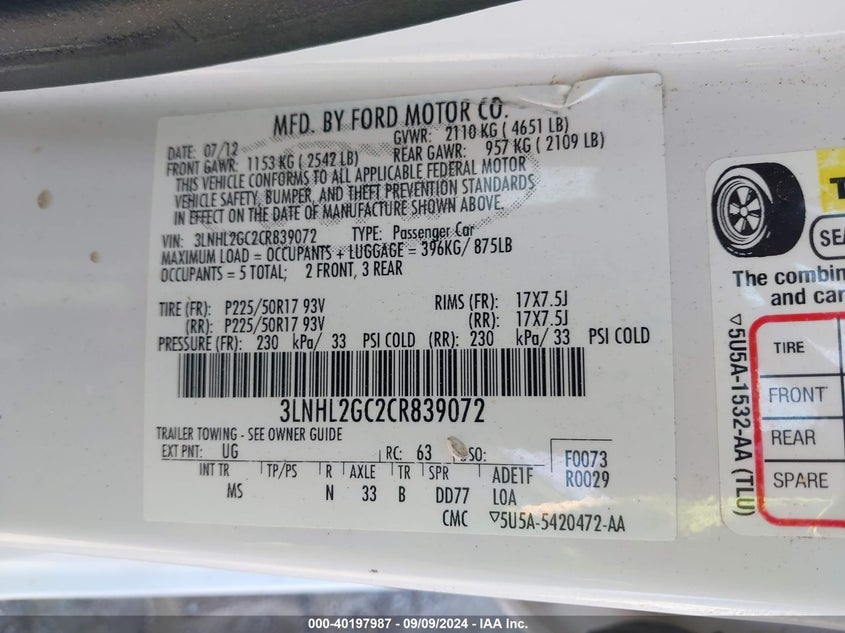 MFD. BY FORD MOTOR CO.
DATE: 07/12 GVWR: 2110 KG ( 4651 LB)
FRONT GAWR: 1153 KG ( 2542 LB) REAR GAWR: 957 KG ( 2109 LB)
THIS VEHICLE CONFORMS TO ALL APPLICABLE FEDERAL MOTOR
VEHICLE SAFETY, BUMPER, AND THEFT PREVENTION STANDARDS
IN EFFECT ON THE DATE OF MANUFACTURE SHOWN ABOVE.
VIN: 3LNHL2GC2CR839072 TYPE: Passenger Car
MAXIMUM LOAD = OCCUPANTS + LUGGAGE = 396KG/ 875LB
OCCUPANTS = 5 TOTAL; 2 FRONT, 3 REAR
TIRE (FR): P225/50R17 93V RIMS (FR): 17X7.5J
(RR): P225/50R17 93V (RR): 17X7.5J
PRESSURE (FR): 230 kPa/ 33 PSI COLD (RR): 230 kPa/ 33 PSI COLD
3LNHL2GC2CR839072
TRAILER TOWING - SEE OWNER GUIDE
EXT PNT: UG RC: 63 DSO: F0073
INT TR TP/PS R AXLE TR SPR ADETF R0029
MS N 33 B DD77 LOA
CMC ▽5U5A-5420472-AA
SEA
The combin
and car
TIRE
FRONT
REAR
SPARE
▽5U5A-1532-AA (TLU)
000-40197987 - 09/09/2024 - IAA Inc.